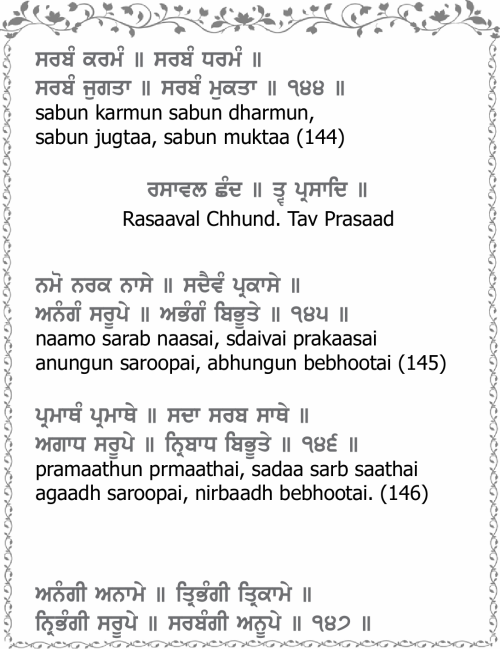 ਸਰਬੰ ਕਰਮੰ ॥ ਸਰਬੰ ਧਰਮੰ ॥
ਸਰਬੰ ਜੁਗਤਾ ॥ ਸਰਬੰ ਮੁਕਤਾ ॥ ੧੪੪ ॥
sabun karmun sabun dharmun,
sabun jugtaa, sabun muktaa (144)
ਰਸਾਵਲ ਛੰਦ ॥ ਤ੍ਵ ਪ੍ਰਸਾਦਿ ॥
Rasaaval Chhund. Tav Prasaad
ਨਮੋ ਨਰਕ ਨਾਸੇ ॥ ਸਦੈਵੰ ਪ੍ਰਕਾਸੇ ॥
ਅਨੰਗੰ ਸਰੂਪੇ ॥ ਅਭੰਗੰ ਬਿਭੂਤੇ ॥ ੧੪੫ ॥
naamo sarab naasai, sdaivai prakaasai
anungun saroopai, abhungun bebhootai (145)
ਪ੍ਰਮਾਥੰ ਪ੍ਰਮਾਥੇ ॥ ਸਦਾ ਸਰਬ ਸਾਥੇ ॥
ਅਗਾਧ ਸਰੂਪੇ ॥ ਨ੍ਰਿਬਾਧ ਬਿਭੂਤੇ ॥ ੧੪੬ ॥
pramaathun prmaathai, sadaa sarb saathai
agaadh saroopai, nirbaadh bebhootai. (146)
ਅਨੰਗੀ ਅਨਾਮੇ ॥ ਤ੍ਰਿਭੰਗੀ ਤ੍ਰਿਕਾਮੇ ॥
ਨ੍ਰਿਭੰਗੀ ਸਰੂਪੇ ॥ ਸਰਬੰਗੀ ਅਨੂਪੇ ॥ ੧੪੭ ॥